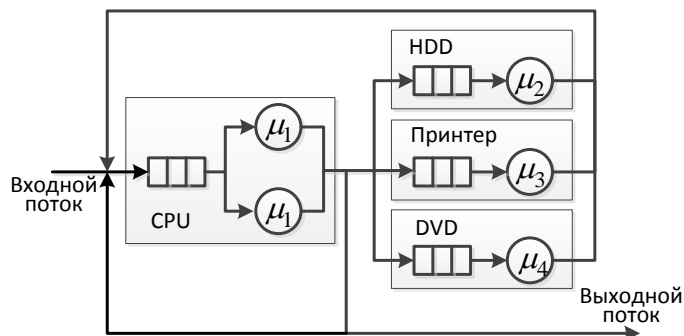 HDD
μ2
Принтер
μ3
DVD
μ4
μ1
μ1
CPU
Входной
поток
Выходной
поток